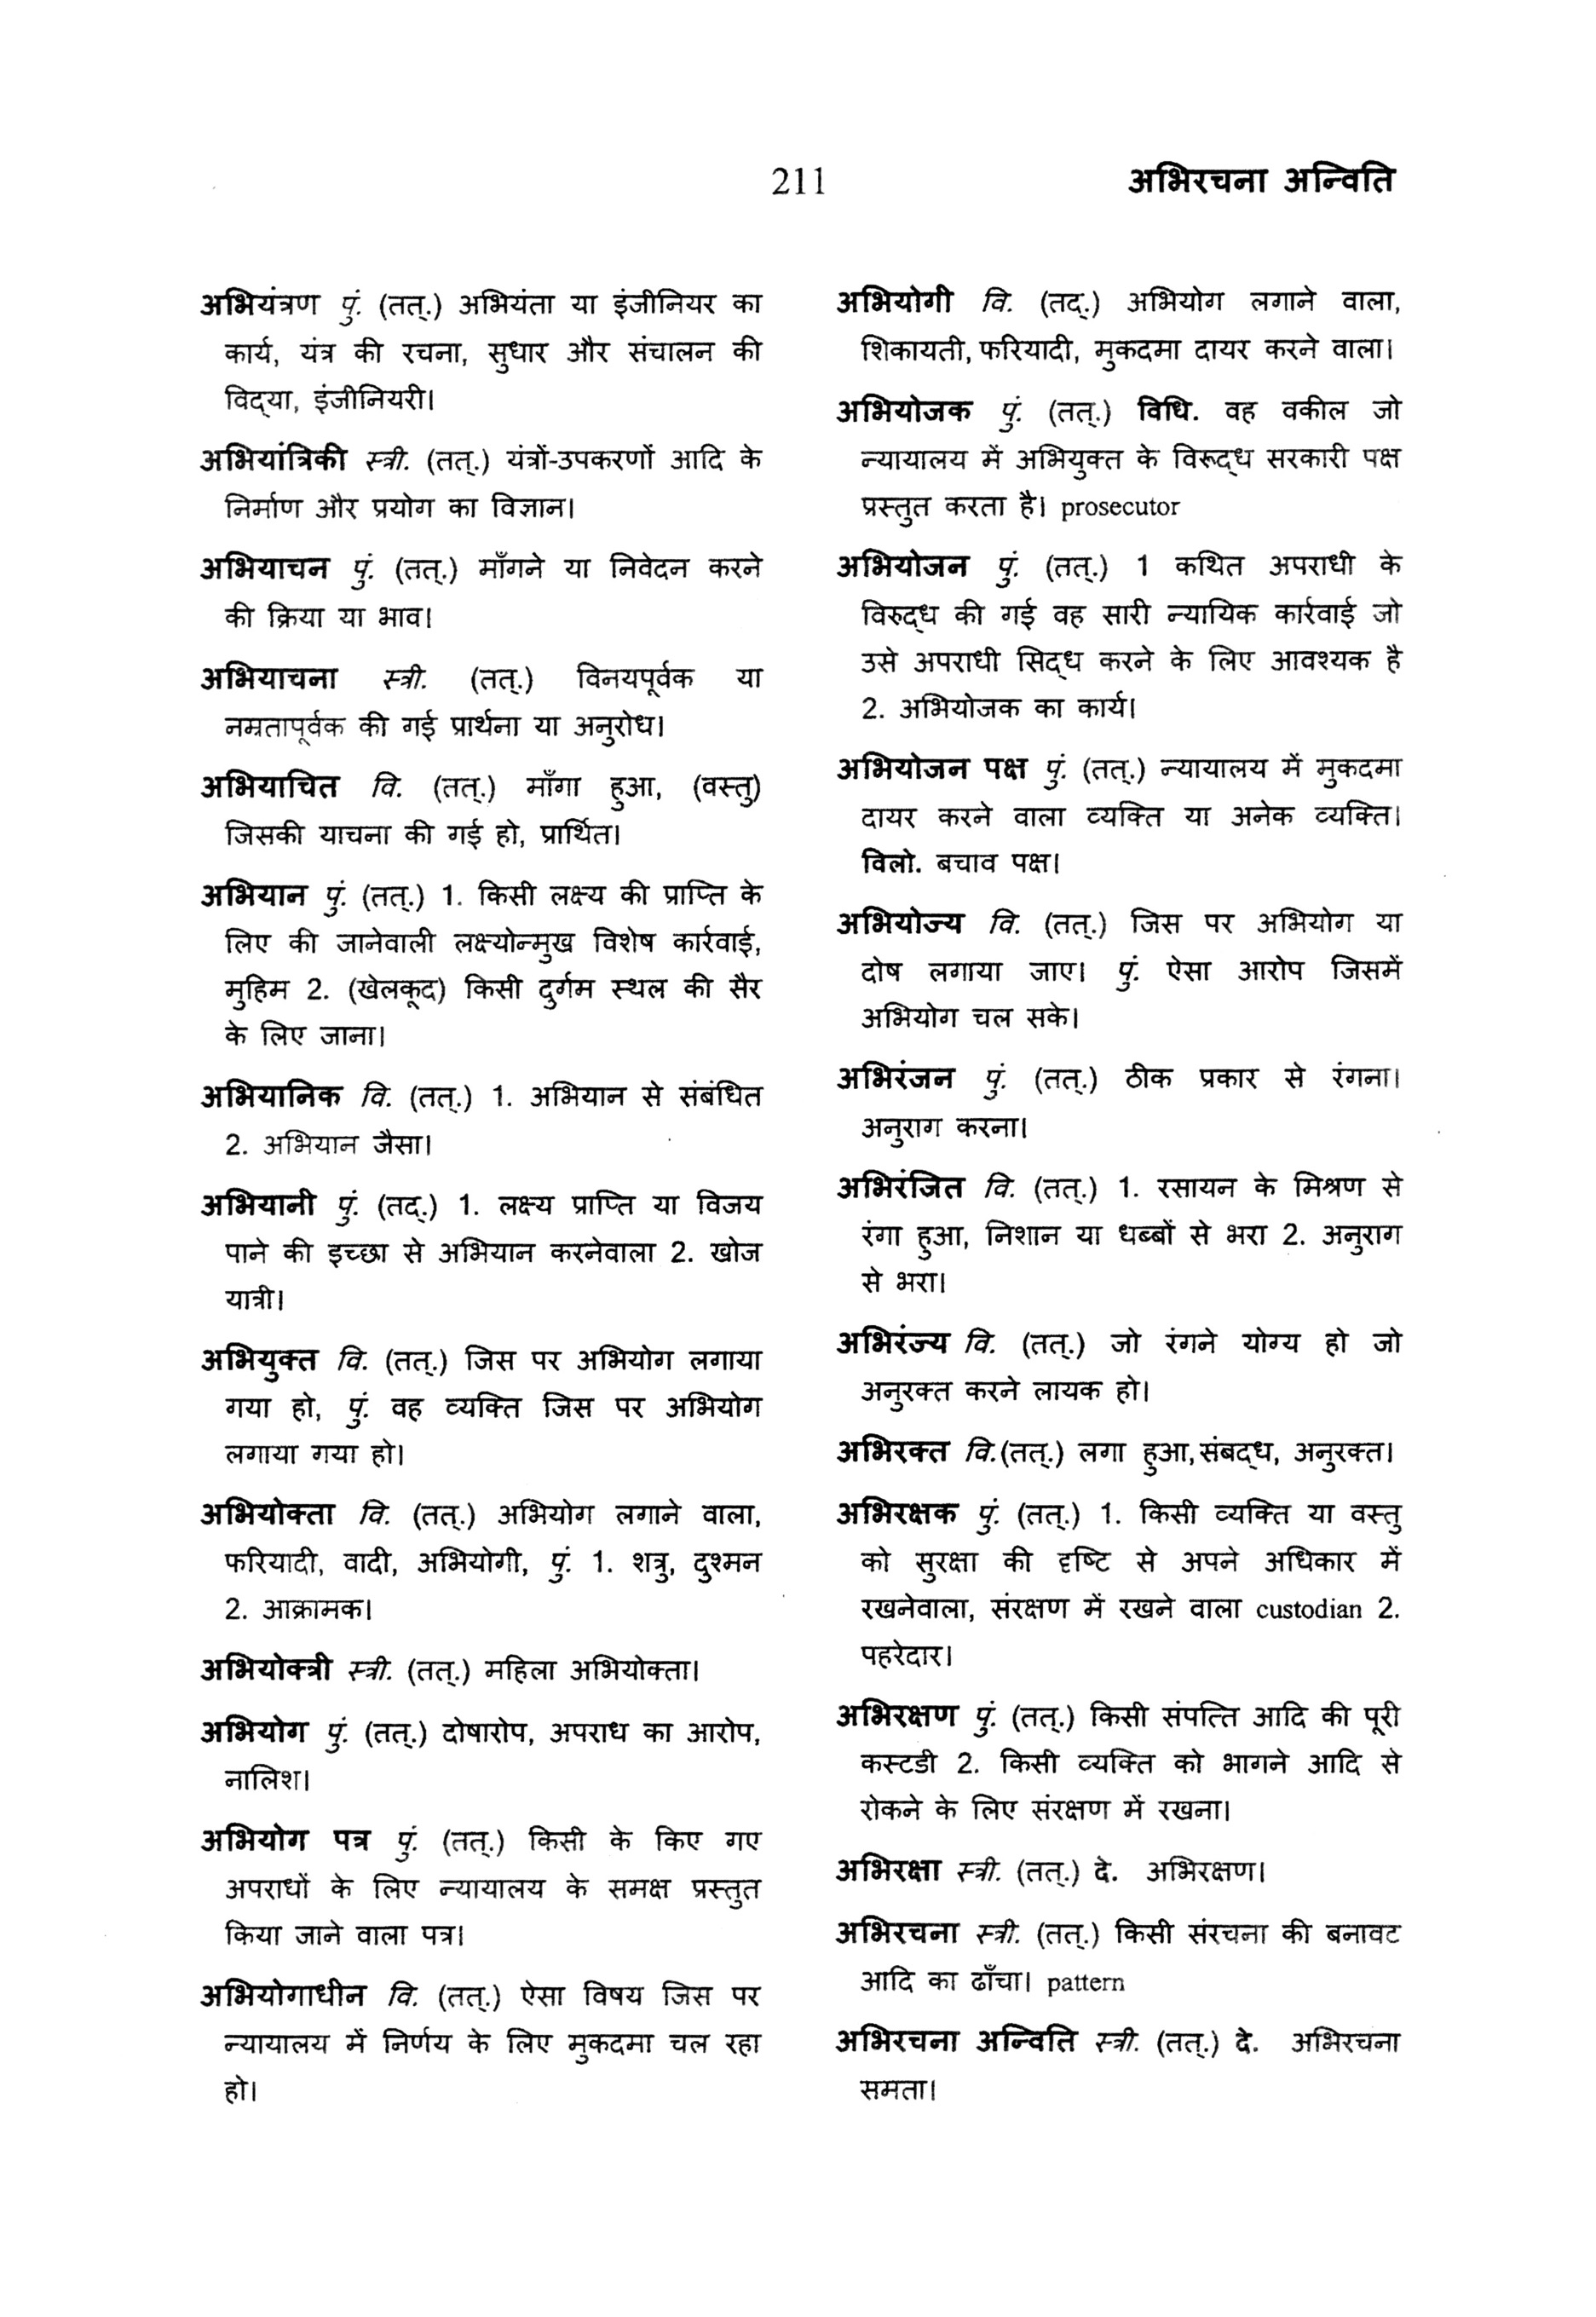 211
अभिरचना अन्विति
अभियंत्रण पुं. (तत्.) अभियंता या इंजीनियर का
कार्य, यंत्र की रचना, सुधार और संचालन की
विद्‌या, इंजीनियरी।
अभियांत्रिकी स्त्री. (तत्.) यंत्रों-उपकरणों आदि के
निर्माण और प्रयोग का विज्ञान।
अभियाचन पुं. (तत्.) माँगने या निवेदन करने
की क्रिया या भाव।
अभियाचना स्त्री. (तत्.) विनयपूर्वक या
नम्रतापूर्वक की गई प्रार्थना या अनुरोध।
अभियाचित वि. (तत्.) माँगा हुआ, (वस्तु)
जिसकी याचना की गई हो, प्रार्थित।
अभियान पुं. (तत्.) 1. किसी लक्ष्य की प्राप्ति के
लिए की जानेवाली लक्ष्योन्मुख विशेष कार्रवाई,
मुहिम 2. (खेलकूद) किसी दुर्गम स्थल की सैर
के लिए जाना।
अभियानिक वि. (तत्.) 1. अभियान से संबंधित
2. अभियान जैसा।
अभियानी पुं. (तद्.) 1. लक्ष्य प्राप्ति या विजय
पाने की इच्छा से अभियान करनेवाला 2. खोज
यात्री।
अभियुक्त वि. (तत्.) जिस पर अभियोग लगाया
गया हो, पुं. वह व्यक्ति जिस पर अभियोग
लगाया गया हो।
अभियोक्ता वि. (तत्.) अभियोग लगाने वाला,
फरियादी, वादी, अभियोगी, पुं. 1. शत्रु, दुश्मन
2. आक्रामक।
अभियोक्त्री स्त्री. (तत्.) महिला अभियोक्ता।
अभियोग पुं. (तत्.) दोषारोप, अपराध का आरोप,
नालिश।
अभियोग पत्र पुं. (तत्.) किसी के किए गए
अपराधों के लिए न्यायालय के समक्ष प्रस्तुत
किया जाने वाला पत्र।
अभियोगाधीन वि. (तत्.) ऐसा विषय जिस पर
न्यायालय में निर्णय के लिए मुकदमा चल रहा
हो।
अभियोगी वि. (तद्.) अभियोग लगाने वाला,
शिकायती, फरियादी, मुकदमा दायर करने वाला।
अभियोजक पुं. (तत्.) विधि. वह वकील जो
न्यायालय में अभियुक्त के विरूद्‌ध सरकारी पक्ष
प्रस्तुत करता है। prosecutor
अभियोजन पुं. (तत्.) 1 कथित अपराधी के
विरुद्‌ध की गई वह सारी न्यायिक कार्रवाई जो
उसे अपराधी सिद्‌ध करने के लिए आवश्यक है
2. अभियोजक का कार्य।
अभियोजन पक्ष पुं. (तत्.) न्यायालय में मुकदमा
दायर करने वाला व्यक्ति या अनेक व्यक्ति।
विलो. बचाव पक्ष।
अभियोज्य वि. (तत्.) जिस पर अभियोग या
दोष लगाया जाए। पुं. ऐसा आरोप जिसमें
अभियोग चल सके।
अभिरंजन पुं. (तत्.) ठीक प्रकार से रंगना।
अनुराग करना।
अभिरंजित वि. (तत्.) 1. रसायन के मिश्रण से
रंगा हुआ, निशान या धब्बों से भरा 2. अनुराग
से भरा।
अभिरंज्य वि. (तत्.) जो रंगने योग्य हो जो
अनुरक्त करने लायक हो।
अभिरक्त वि.(तत्.) लगा हुआ,संबद्‌ध, अनुरक्त।
अभिरक्षक पुं. (तत्.) 1. किसी व्यक्ति या वस्तु
को सुरक्षा की दृष्टि से अपने अधिकार में
रखनेवाला, संरक्षण में रखने वाला custodian 2.
पहरेदार।
अभिरक्षण पुं. (तत्.) किसी संपत्ति आदि की पूरी
कस्टडी 2. किसी व्यक्ति को भागने आदि से
रोकने के लिए संरक्षण में रखना।
अभिरक्षा स्त्री. (तत्.) दे. अभिरक्षण।
अभिरचना स्त्री. (तत्.) किसी संरचना की बनावट
आदि का ढाँचा। pattern
अभिरचना अन्विति स्त्री. (तत्.) दे. अभिरचना
समता।